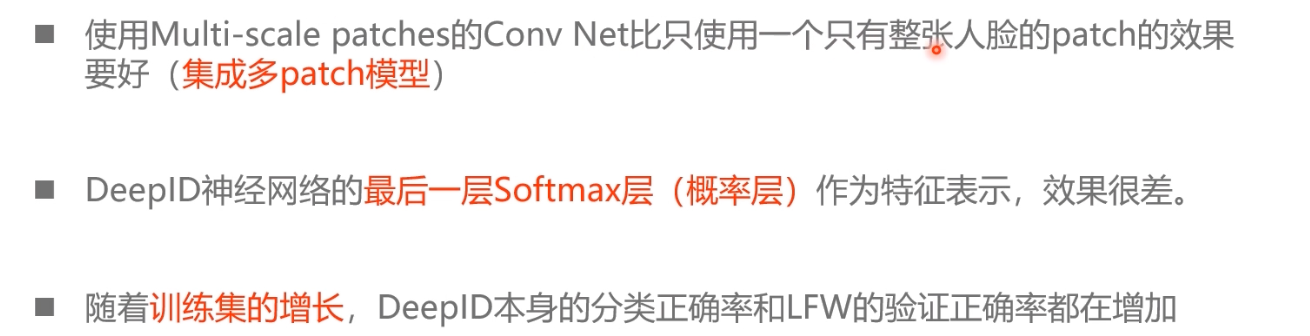 ■ 使用Multi-scale patches的Conv Net比只使用一个只有整张人脸的patch的效果
要好（集成多patch模型）
■ DeepID神经网络的最后一层Softmax层（概率层）作为特征表示，效果很差。
■ 随着训练集的增长，DeepID本身的分类正确率和LFW的验证正确率都在增加